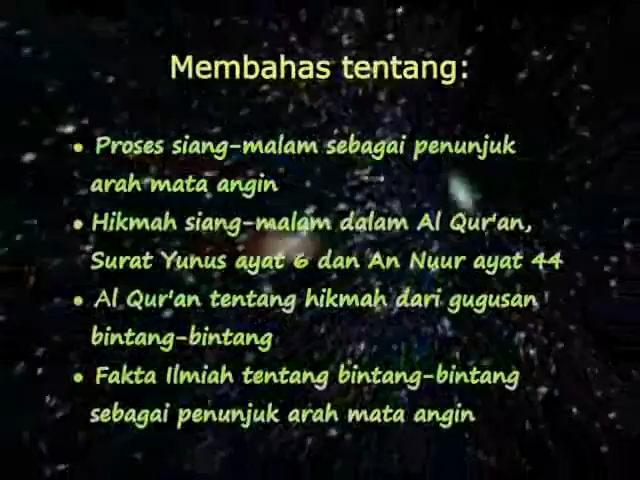 Membahas tentang:
• Proses siang-malam sebagai penunjuk
arah mata angin
• Hikmah siang-malam dalam Al Qur'an,
Surat Yunus ayat 6 dan An Nuur ayat 44
• Al Qur'an tentang hikmah dari gugusan
bintang-bintang
• Fakta Ilmiah tentang bintang-bintang
sebagai penunjuk arah mata angin